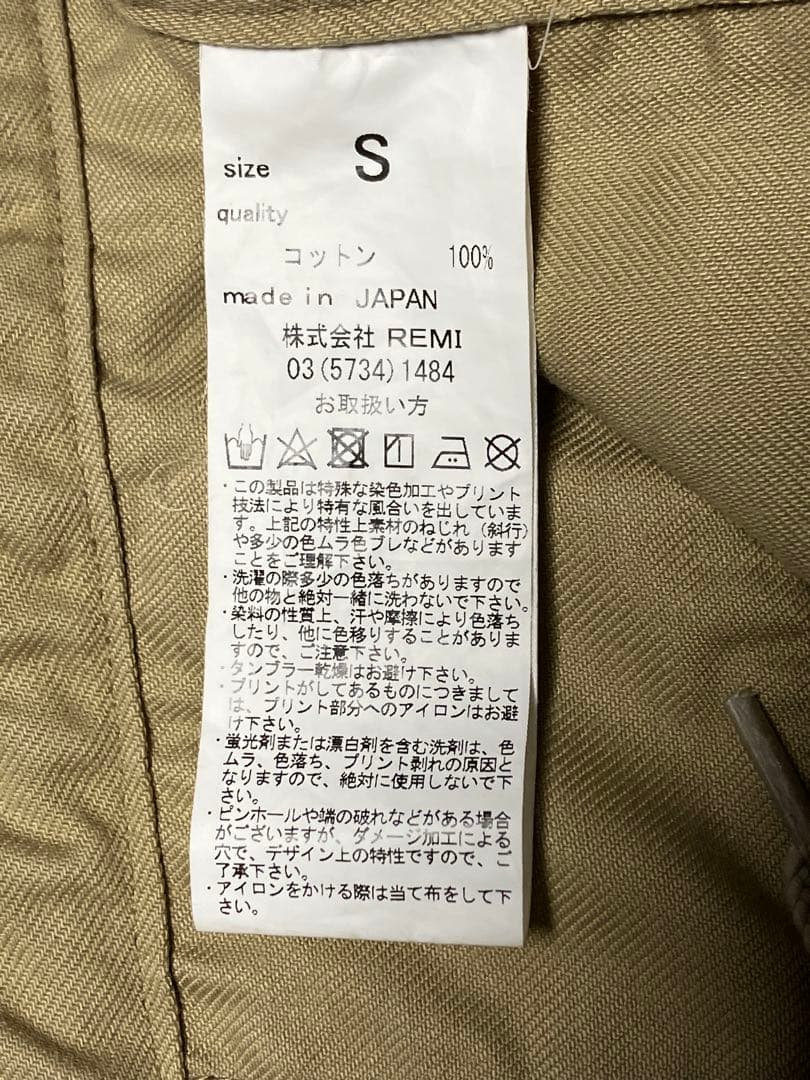 size S
quality
コットン 100%
made in JAPAN
株式会社 REMI
03(5734)1484
お取扱い方
・この製品は特殊な染色加工やプリント
技法により特有な風合いを出していま
す。上記の特性上素材のねじれ（斜行）
や多少の色ムラ色ブレなどがあります
ことをご理解下さい。
・洗濯の際多少の色落ちがありますので
他の物と絶対一緒に洗わないで下さい。
・染料の性質上、汗や摩擦により色落ち
したり、他に色移りすることがありま
すので、ご注意下さい。
・タンブラー乾燥はお避け下さい。
・プリントがしてあるものにつきまして
は、プリント部分へのアイロンはお避
け下さい。
・蛍光剤または漂白剤を含む洗剤は、色
ムラ、色落ち、プリント剥れの原因と
なりますので、絶対に使用しないで下
さい。
・ピンホールや端の破れなどがある場合
がございますが、ダメージ加工による
穴で、デザイン上の特性ですので、ご
了承下さい。
・アイロンをかける際は当て布をして下
さい。